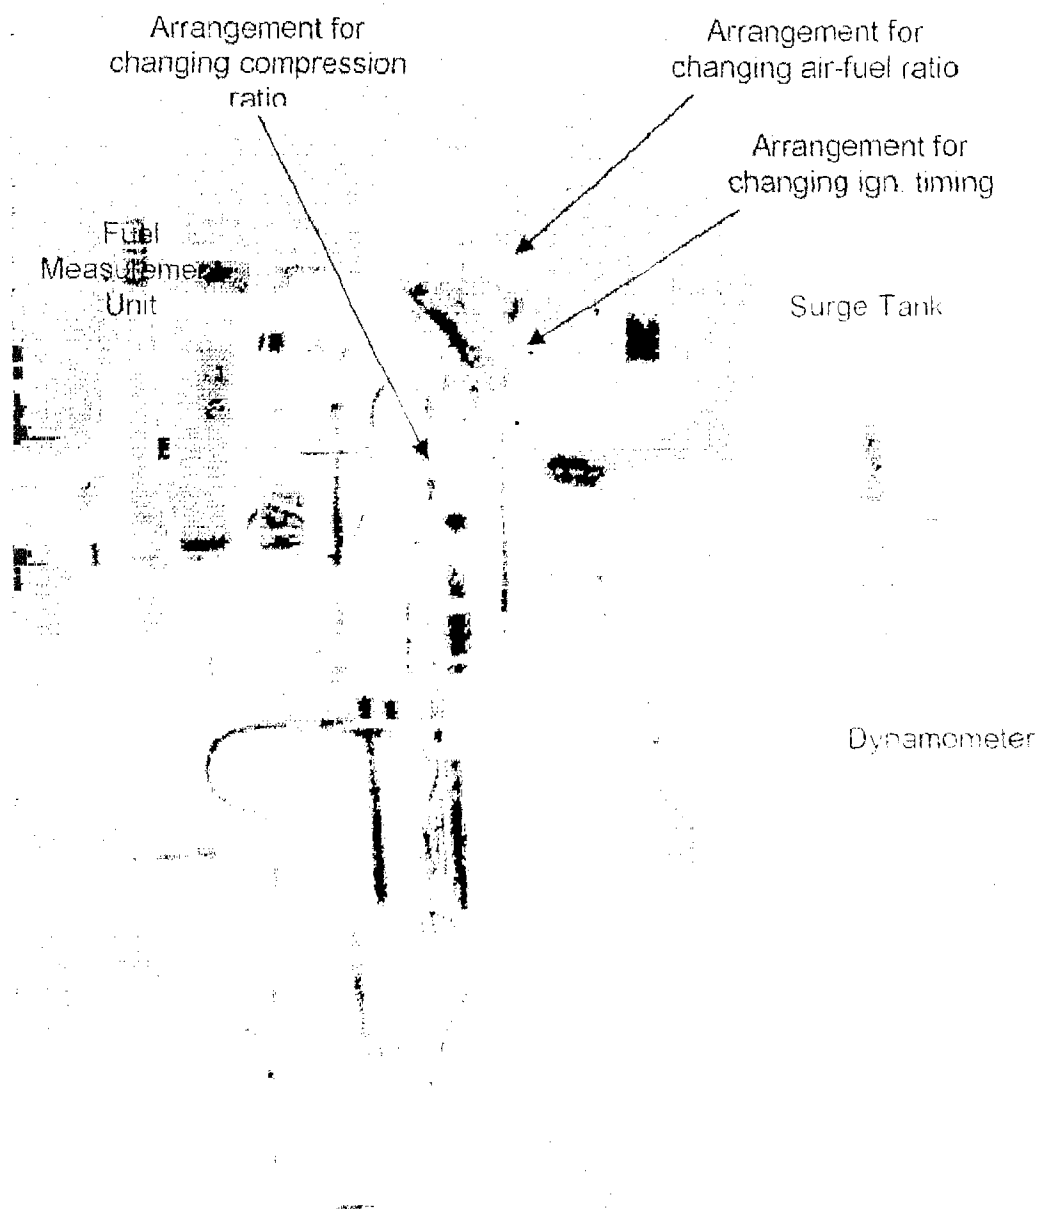 Arrangement for
changing compression
ratio
Arrangement for
changing air-fuel ratio
Arrangement for
changing ign. timing
Fuel
Measurement
Unit
Surge Tank
Dynamometer